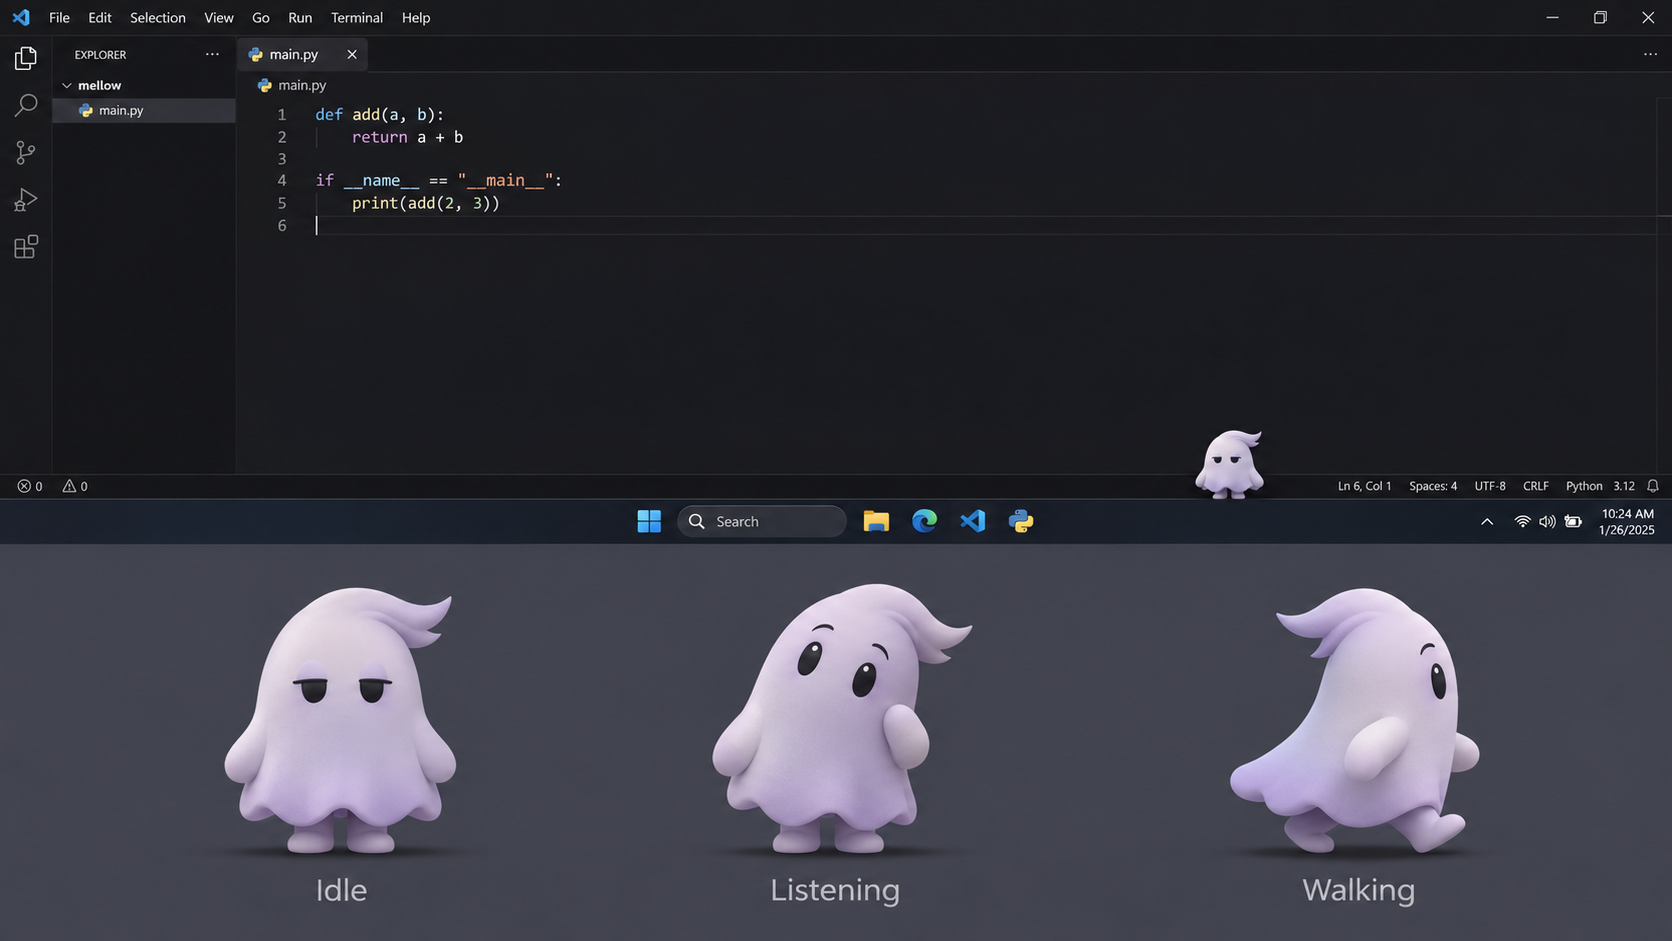 File Edit Selection View Go Run Terminal Help
EXPLORER ···
mellow
main.py
main.py
main.py
1 def add(a, b):
2     return a + b
3
4 if __name__ == "__main__":
5     print(add(2, 3))
6
0 0
Ln 6, Col 1 Spaces: 4 UTF-8 CRLF Python 3.12
Search
10:24 AM
1/26/2025
Idle Listening Walking